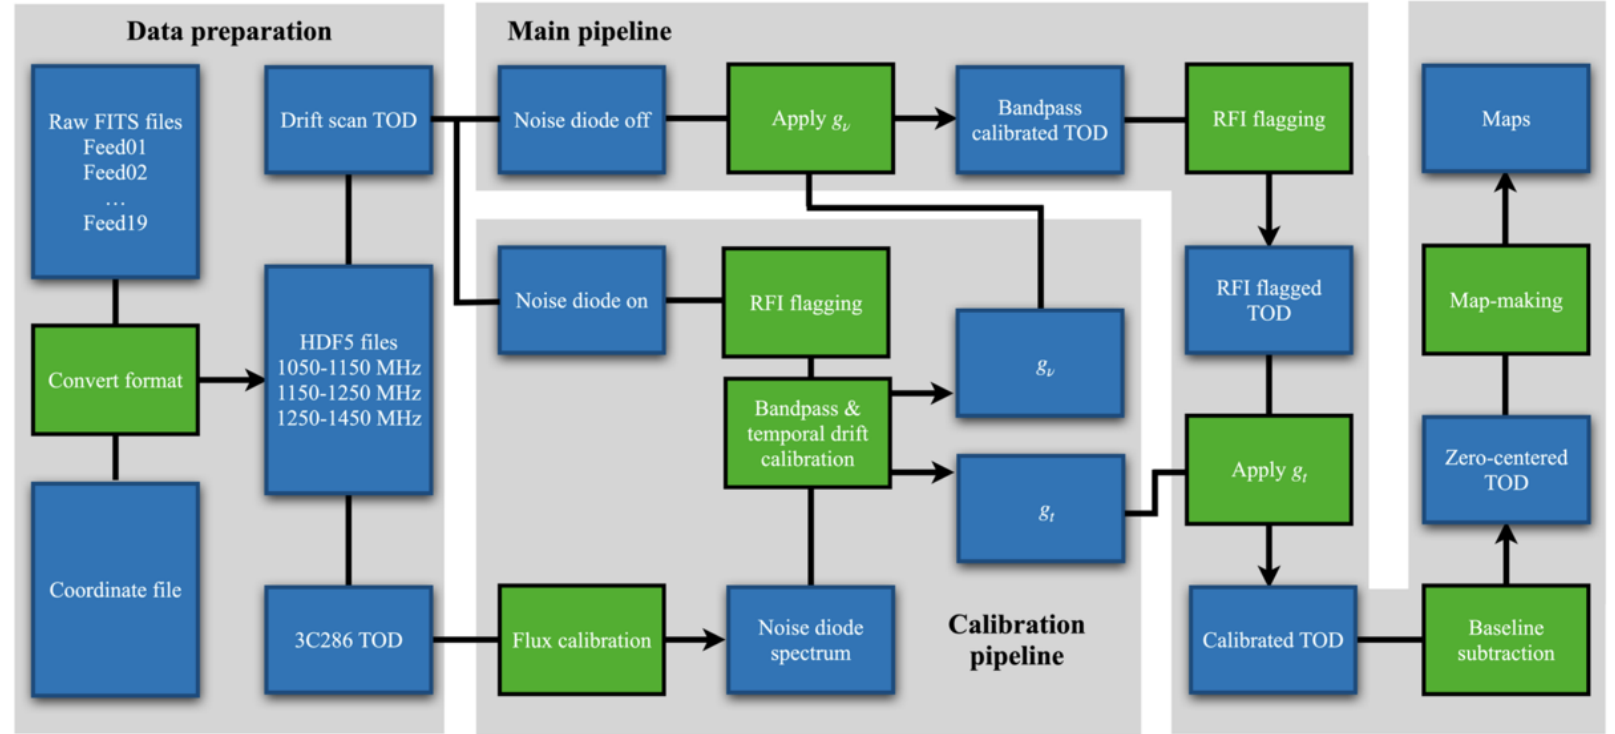 Data preparation
Raw FITS files
Feed01
Feed02
...
Feed19
Convert format
Coordinate file
Drift scan TOD
HDF5 files
1050-1150 MHz
1150-1250 MHz
1250-1450 MHz
3C286 TOD
Main pipeline
Noise diode off
Apply gν
Bandpass
calibrated TOD
RFI flagging
Noise diode on
RFI flagging
Bandpass &
temporal drift
calibration
gν
gt
Flux calibration
Noise diode
spectrum
Calibration
pipeline
RFI flagged
TOD
Apply gt
Calibrated TOD
Maps
Map-making
Zero-centered
TOD
Baseline
subtraction